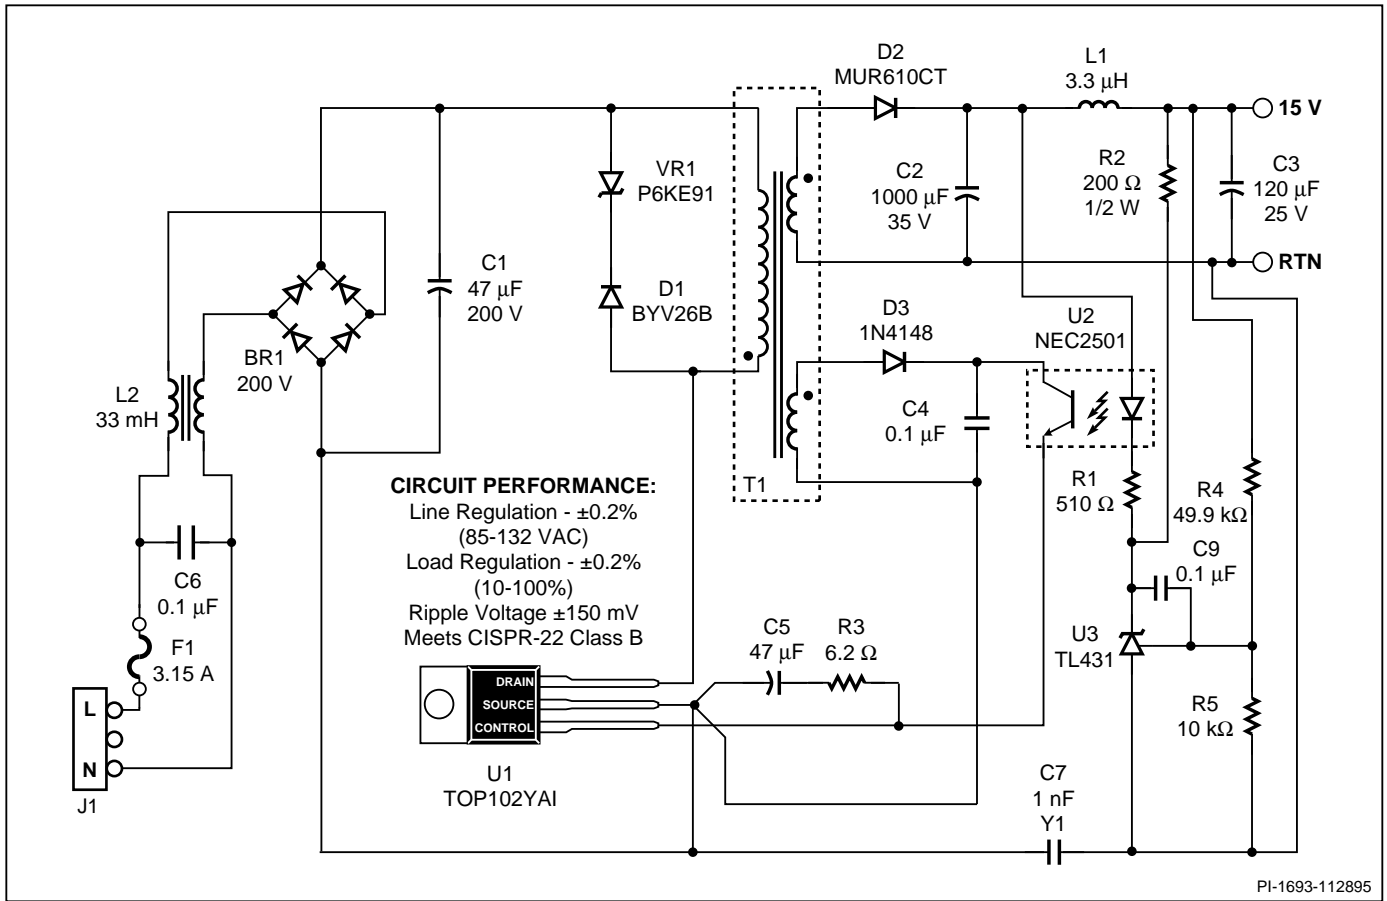 D2
MUR610CT
L1
3.3 µH
15 V
VR1
P6KE91
C2
1000 µF
35 V
R2
200 Ω
1/2 W
C3
120 µF
25 V
RTN
C1
47 µF
200 V
D1
BYV26B
D3
1N4148
U2
NEC2501
BR1
200 V
L2
33 mH
C4
0.1 µF
T1
R1
510 Ω
R4
49.9 kΩ
CIRCUIT PERFORMANCE:
Line Regulation - ±0.2%
(85-132 VAC)
Load Regulation - ±0.2%
(10-100%)
Ripple Voltage ±150 mV
Meets CISPR-22 Class B
C6
0.1 µF
C9
0.1 µF
F1
3.15 A
C5
47 µF
R3
6.2 Ω
U3
TL431
DRAIN
SOURCE
CONTROL
R5
10 kΩ
L
N
J1
U1
TOP102YAI
C7
1 nF
Y1
PI-1693-112895